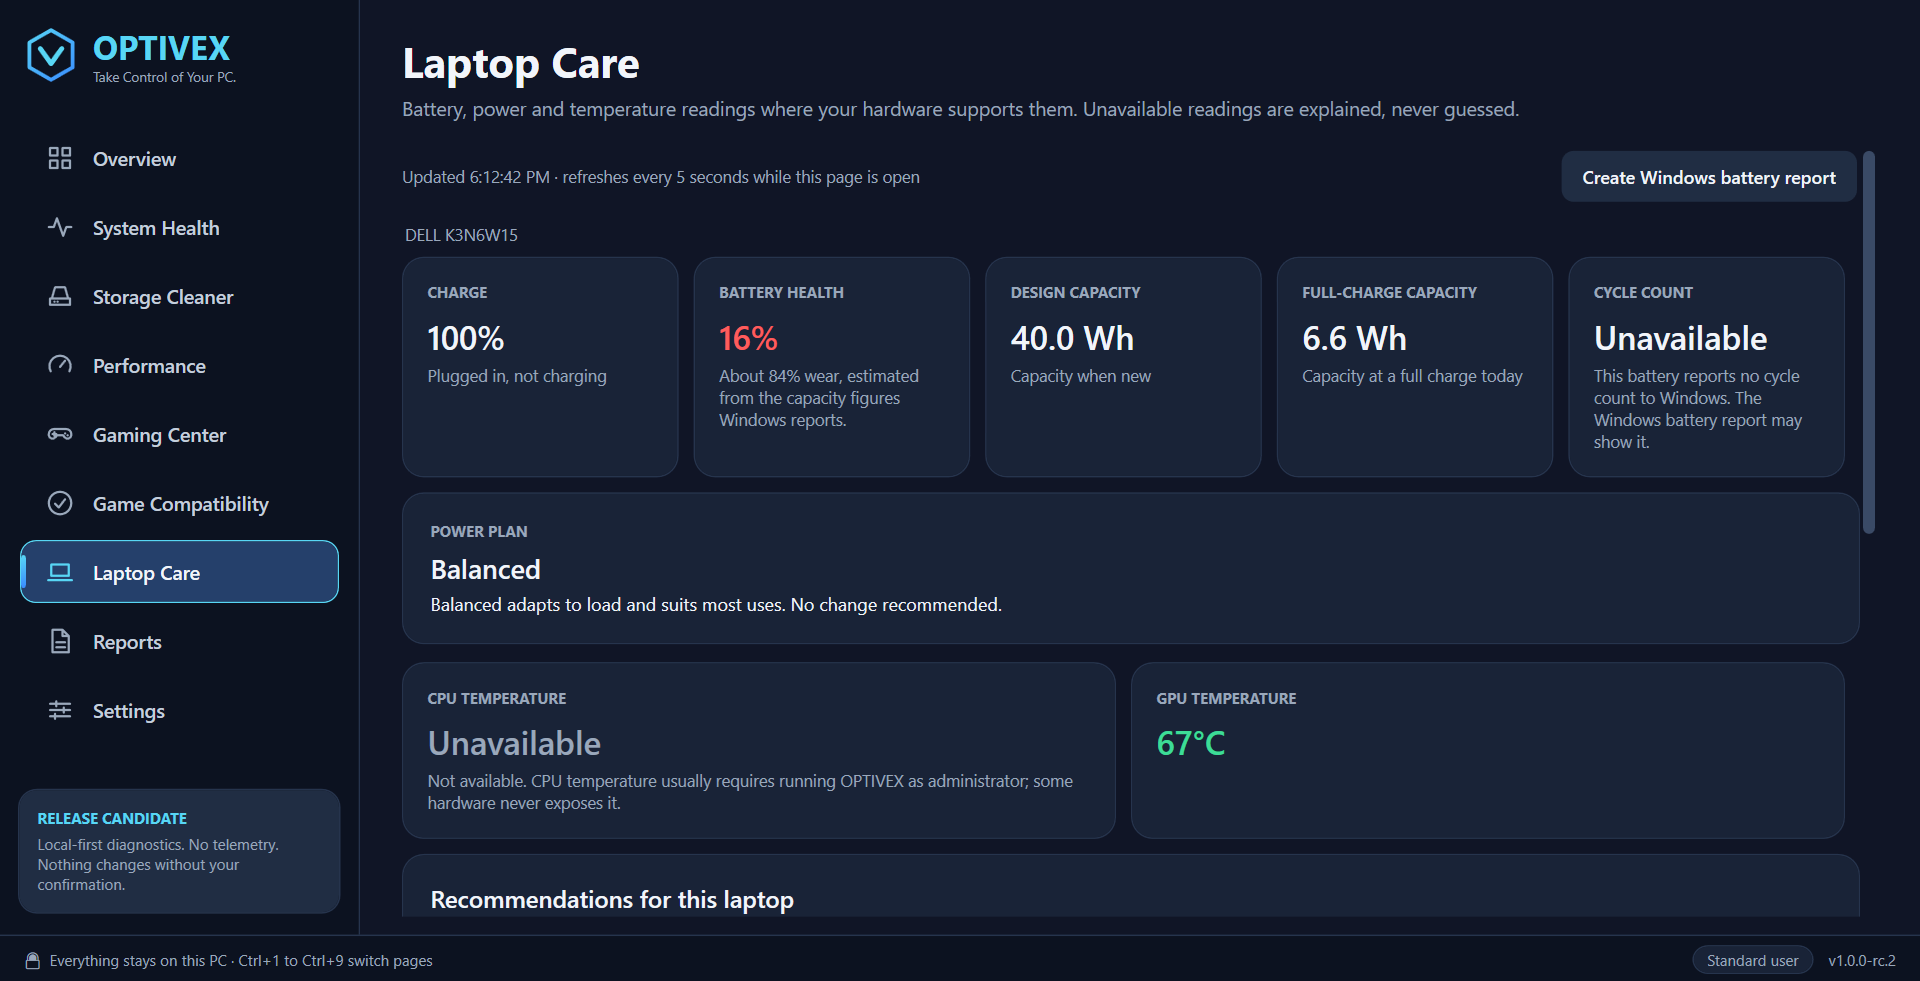 OPTIVEX
Take Control of Your PC.
Overview
System Health
Storage Cleaner
Performance
Gaming Center
Game Compatibility
Laptop Care
Reports
Settings
RELEASE CANDIDATE
Local-first diagnostics. No telemetry.
Nothing changes without your
confirmation.
Laptop Care
Battery, power and temperature readings where your hardware supports them. Unavailable readings are explained, never guessed.
Updated 6:12:42 PM · refreshes every 5 seconds while this page is open
Create Windows battery report
DELL K3N6W15
CHARGE
100%
Plugged in, not charging
BATTERY HEALTH
16%
About 84% wear, estimated
from the capacity figures
Windows reports.
DESIGN CAPACITY
40.0 Wh
Capacity when new
FULL-CHARGE CAPACITY
6.6 Wh
Capacity at a full charge today
CYCLE COUNT
Unavailable
This battery reports no cycle
count to Windows. The
Windows battery report may
show it.
POWER PLAN
Balanced
Balanced adapts to load and suits most uses. No change recommended.
CPU TEMPERATURE
Unavailable
Not available. CPU temperature usually requires running OPTIVEX as administrator; some
hardware never exposes it.
GPU TEMPERATURE
67°C
Recommendations for this laptop
Everything stays on this PC · Ctrl+1 to Ctrl+9 switch pages
Standard user
v1.0.0-rc.2